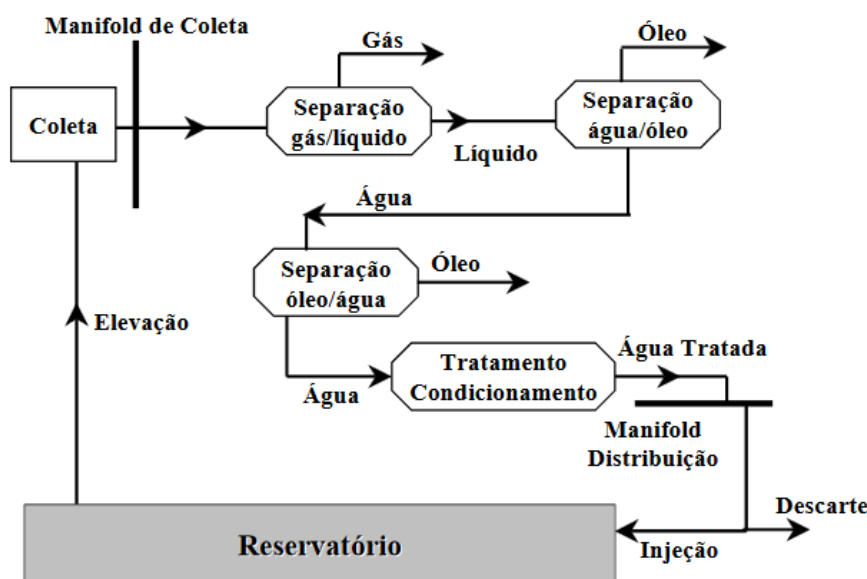 Manifold de Coleta
Gás
Óleo
Coleta
Separação
gás/líquido
Líquido
Separação
água/óleo
Água
Separação
óleo/água
Óleo
Elevação
Água
Tratamento
Condicionamento
Água Tratada
Manifold
Distribuição
Descarte
Injeção
Reservatório